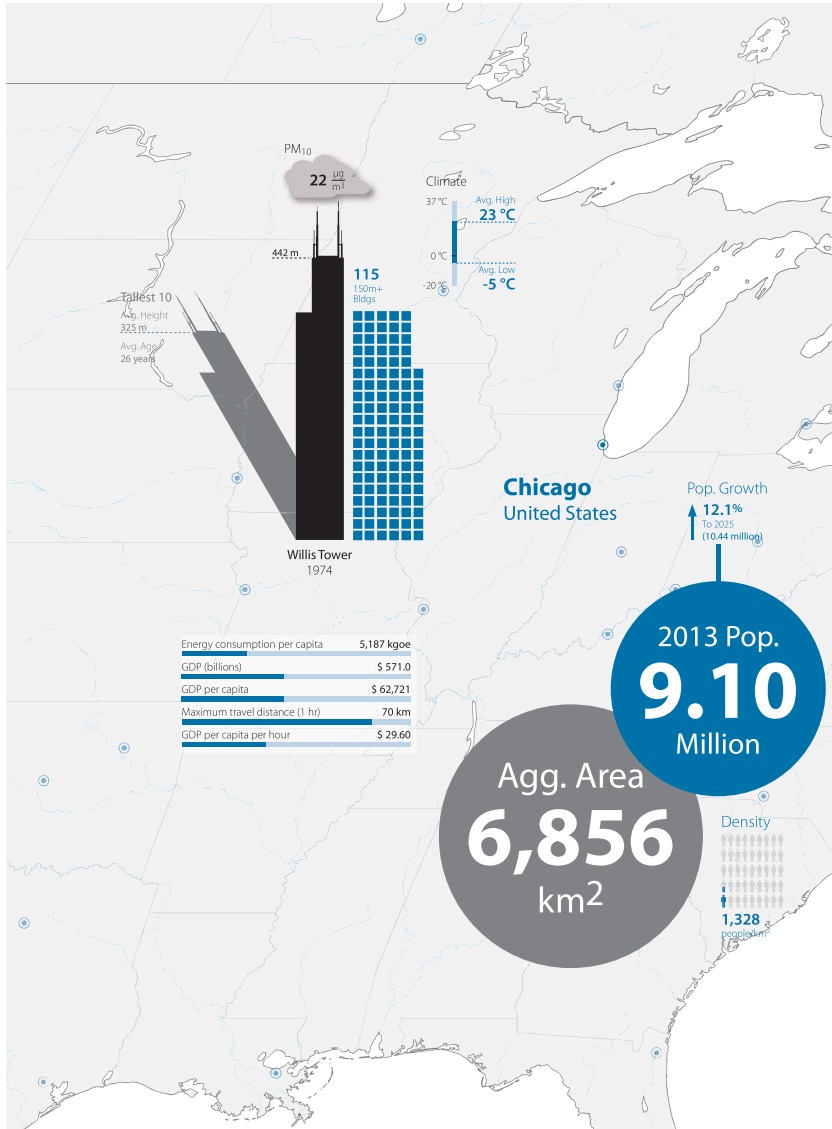 PM10
22 µg
m3
Climate
37 °C
Avg. High
23 °C
442 m
0 °C
Avg. Low
-5 °C
-20 °C
115
150m+
Bldgs
Tallest 10
Avg. Height
325 m
Avg. Age
26 years
Chicago
United States
Pop. Growth
12.1%
To 2025
(10.44 million)
Willis Tower
1974
Energy consumption per capita 5,187 kgoe
GDP (billions) $ 571.0
GDP per capita $ 62,721
Maximum travel distance (1 hr) 70 km
GDP per capita per hour $ 29.60
2013 Pop.
9.10
Million
Agg. Area
6,856
km2
Density
1,328
people/km2